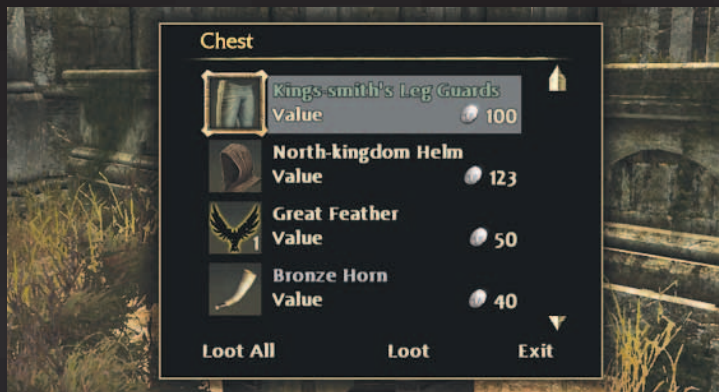 Chest
Kings-smith's Leg Guards
Value 100
North-kingdom Helm
Value 123
Great Feather
1 Value 50
Bronze Horn
Value 40
Loot All Loot Exit